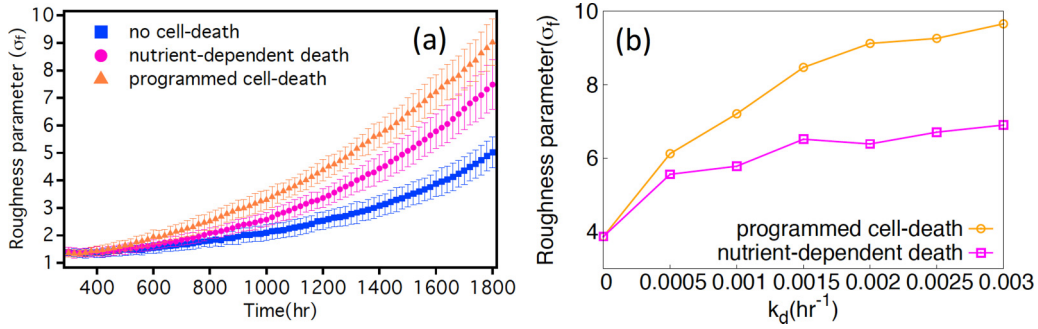 (a)
no cell-death
nutrient-dependent death
programmed cell-death
Roughness parameter (σf)
10
9
8
7
6
5
4
3
2
1
400 600 800 1000 1200 1400 1600 1800
Time(hr)
(b)
Roughness parameter(σf)
10
8
6
4
programmed cell-death
nutrient-dependent death
0 0.0005 0.001 0.0015 0.002 0.0025 0.003
kd(hr-1)